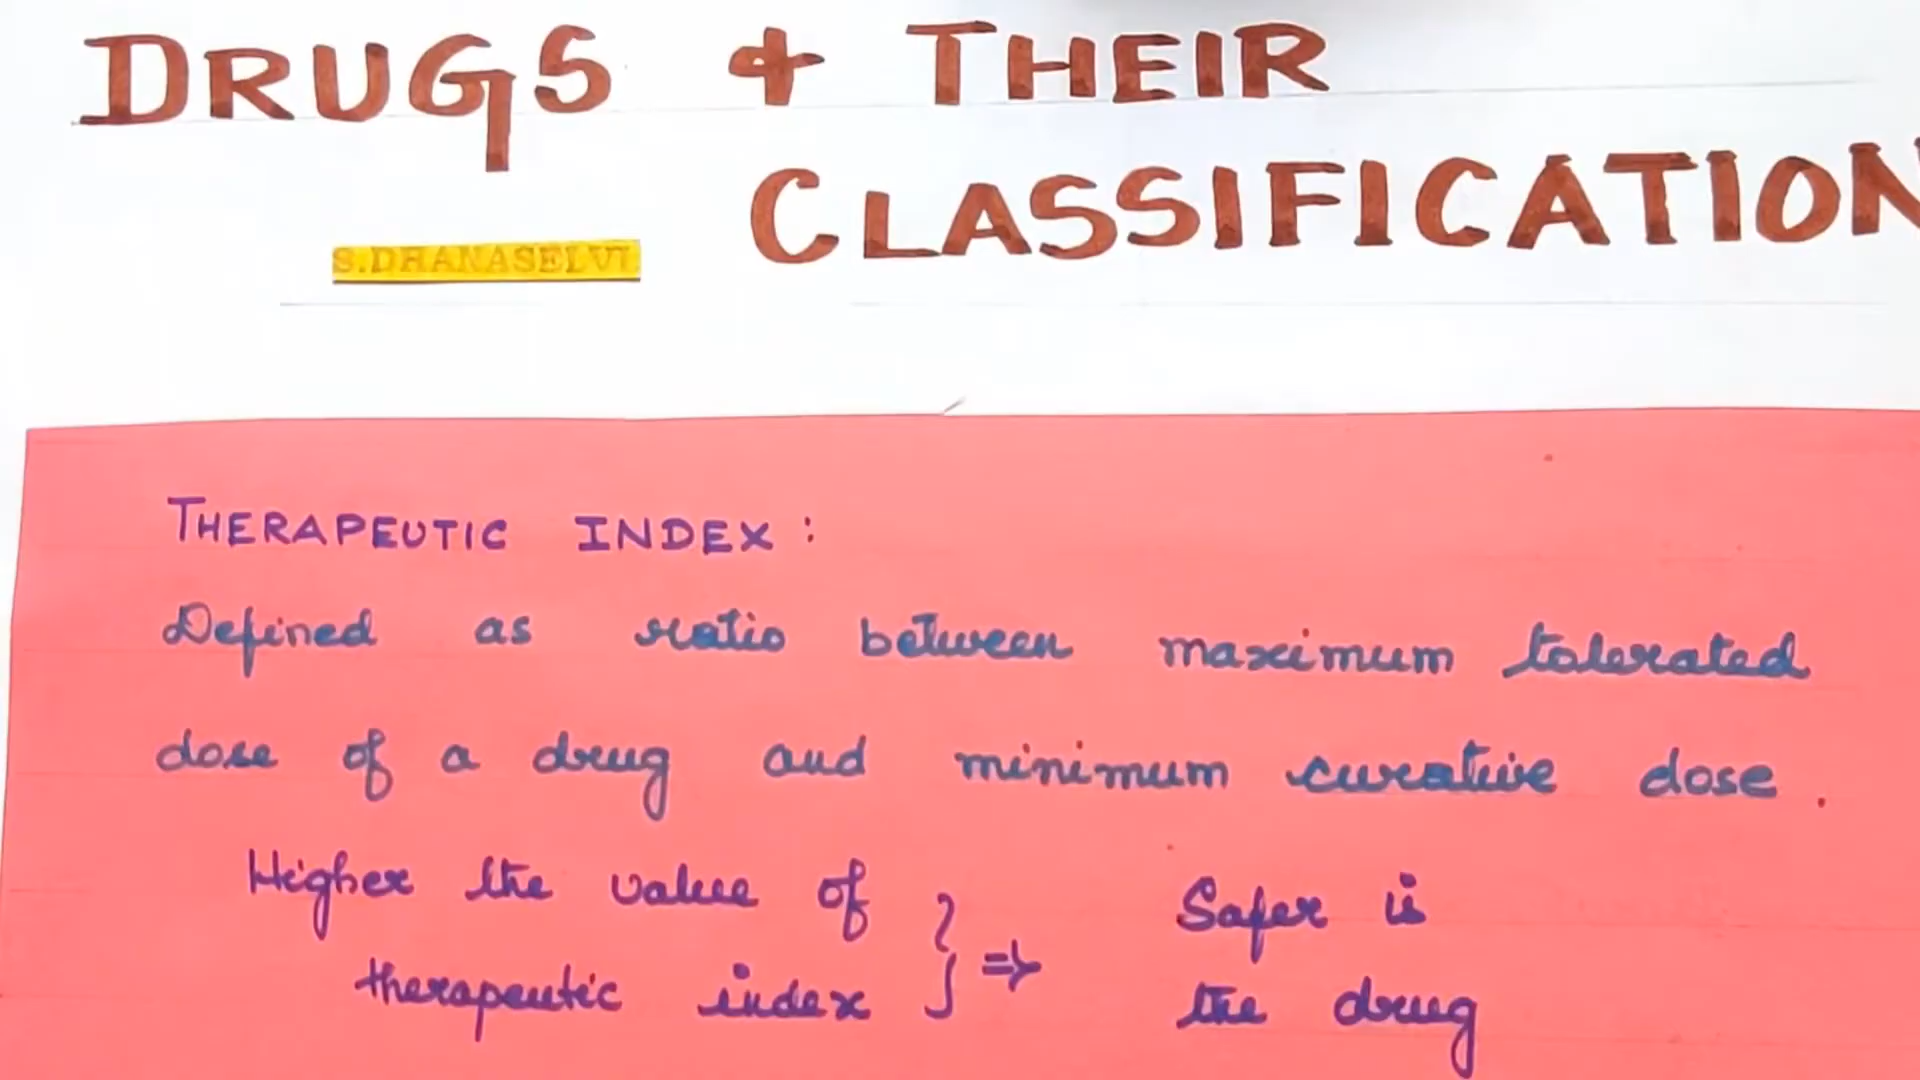 DRUGS & THEIR
CLASSIFICATION
S.DHANASELVI
THERAPEUTIC INDEX :
Defined as ratio between maximum tolerated
dose of a drug and minimum curative dose .
Higher the value of
therapeutic index } ⇒ Safer is
the drug